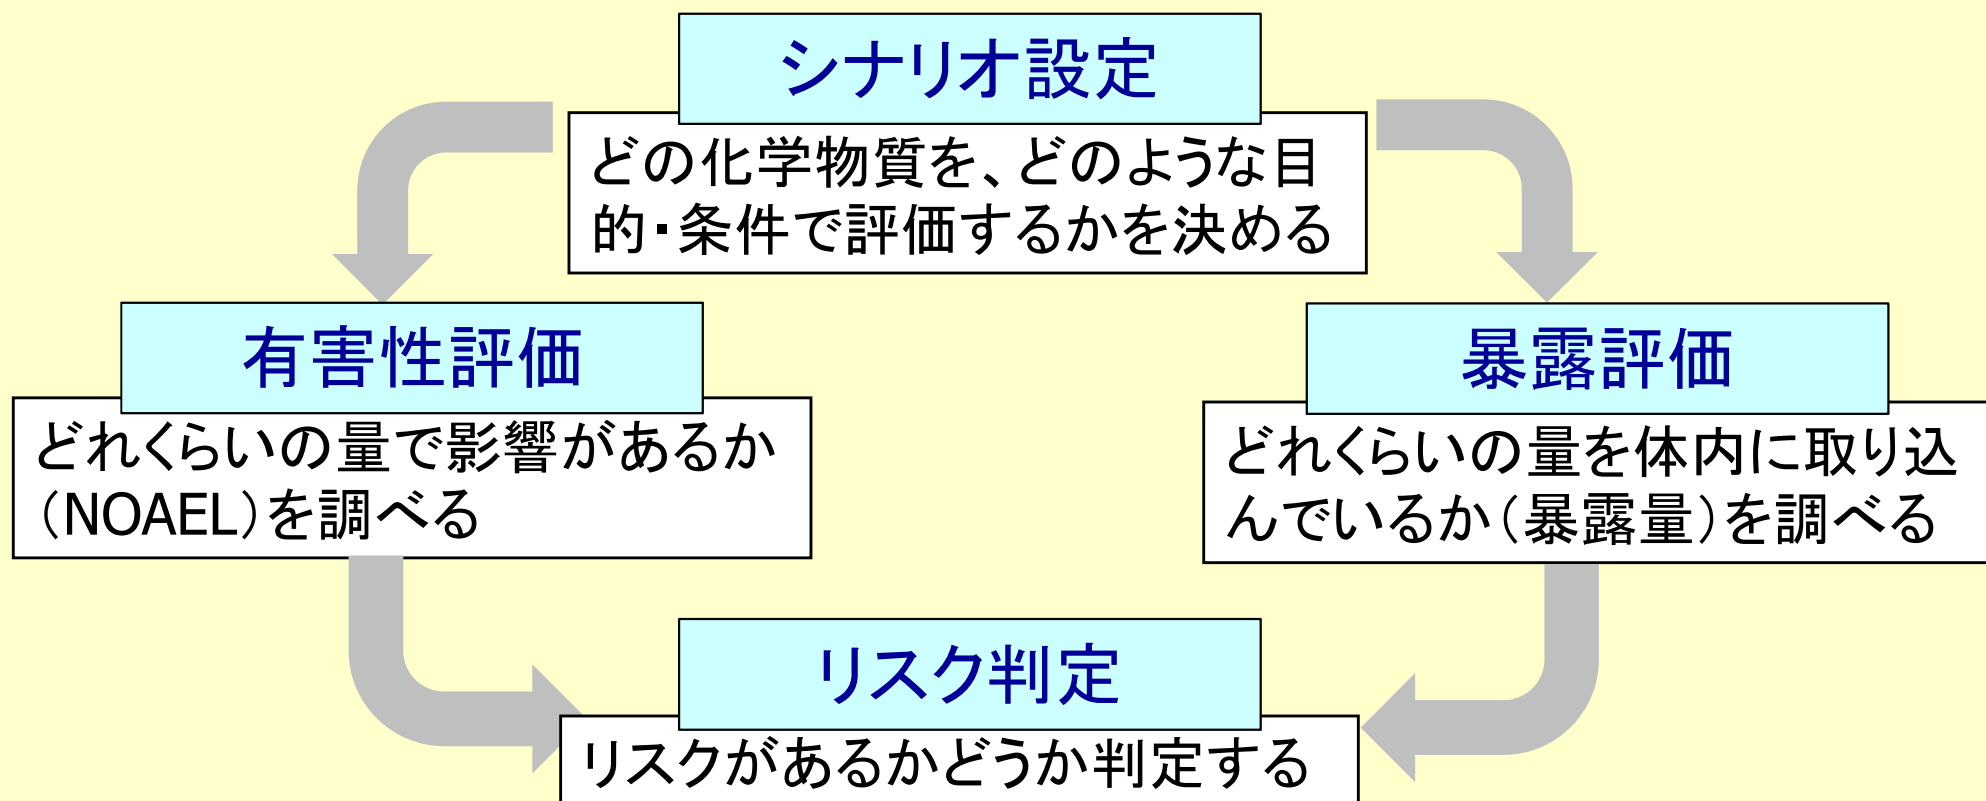 シナリオ設定
どの化学物質を、どのような目
的・条件で評価するかを決める
有害性評価
どれくらいの量で影響があるか
（NOAEL）を調べる
暴露評価
どれくらいの量を体内に取り込
んでいるか（暴露量）を調べる
リスク判定
リスクがあるかどうか判定する